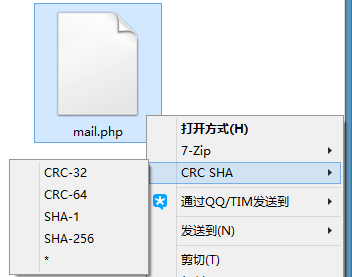 mail.php
打开方式(H)
7-Zip
CRC SHA
通过QQ/TIM发送到
发送到(N)
剪切(T)
CRC-32
CRC-64
SHA-1
SHA-256
*